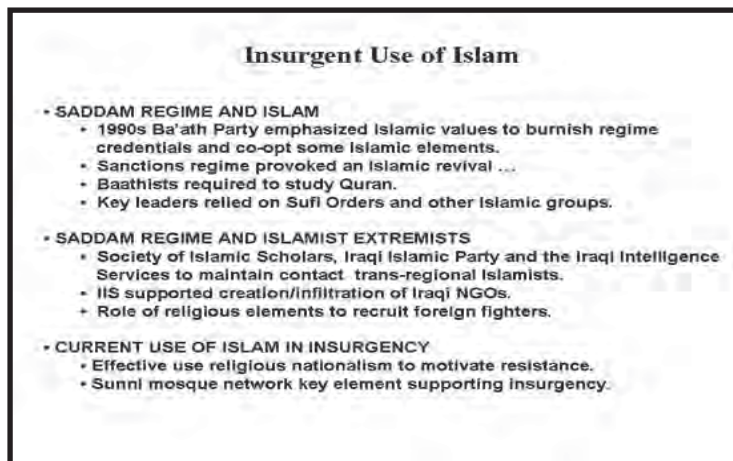 Insurgent Use of Islam
• SADDAM REGIME AND ISLAM
• 1990s Ba'ath Party emphasized Islamic values to burnish regime
credentials and co-opt some Islamic elements.
• Sanctions regime provoked an Islamic revival ...
• Baathists required to study Quran.
• Key leaders relied on Sufi Orders and other Islamic groups.
• SADDAM REGIME AND ISLAMIST EXTREMISTS
• Society of Islamic Scholars, Iraqi Islamic Party and the Iraqi Intelligence
Services to maintain contact trans-regional Islamists.
• IIS supported creation/infiltration of Iraqi NGOs.
• Role of religious elements to recruit foreign fighters.
• CURRENT USE OF ISLAM IN INSURGENCY
• Effective use religious nationalism to motivate resistance.
• Sunni mosque network key element supporting insurgency.